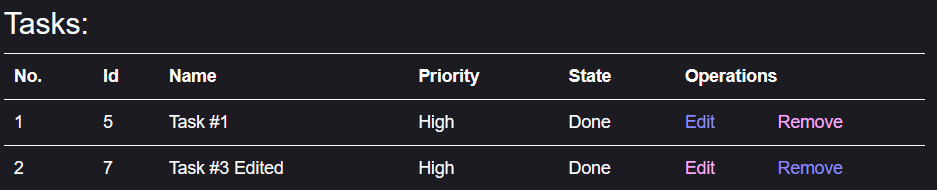 Tasks:
No. Id Name Priority State Operations
1 5 Task #1 High Done Edit Remove
2 7 Task #3 Edited High Done Edit Remove